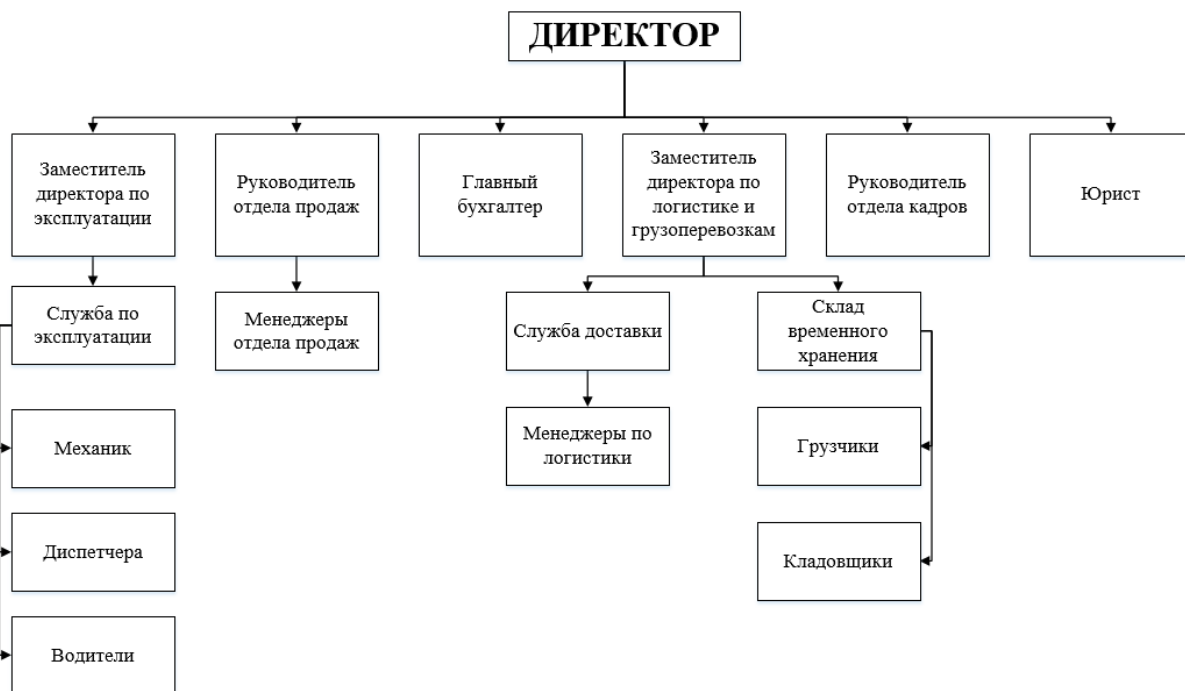 ДИРЕКТОР
Заместитель
директора по
эксплуатации
Руководитель
отдела продаж
Главный
бухгалтер
Заместитель
директора по
логистике и
грузоперевозкам
Руководитель
отдела кадров
Юрист
Служба по
эксплуатации
Менеджеры
отдела продаж
Служба доставки
Склад
временного
хранения
Механик
Менеджеры по
логистики
Грузчики
Диспетчера
Кладовщики
Водители